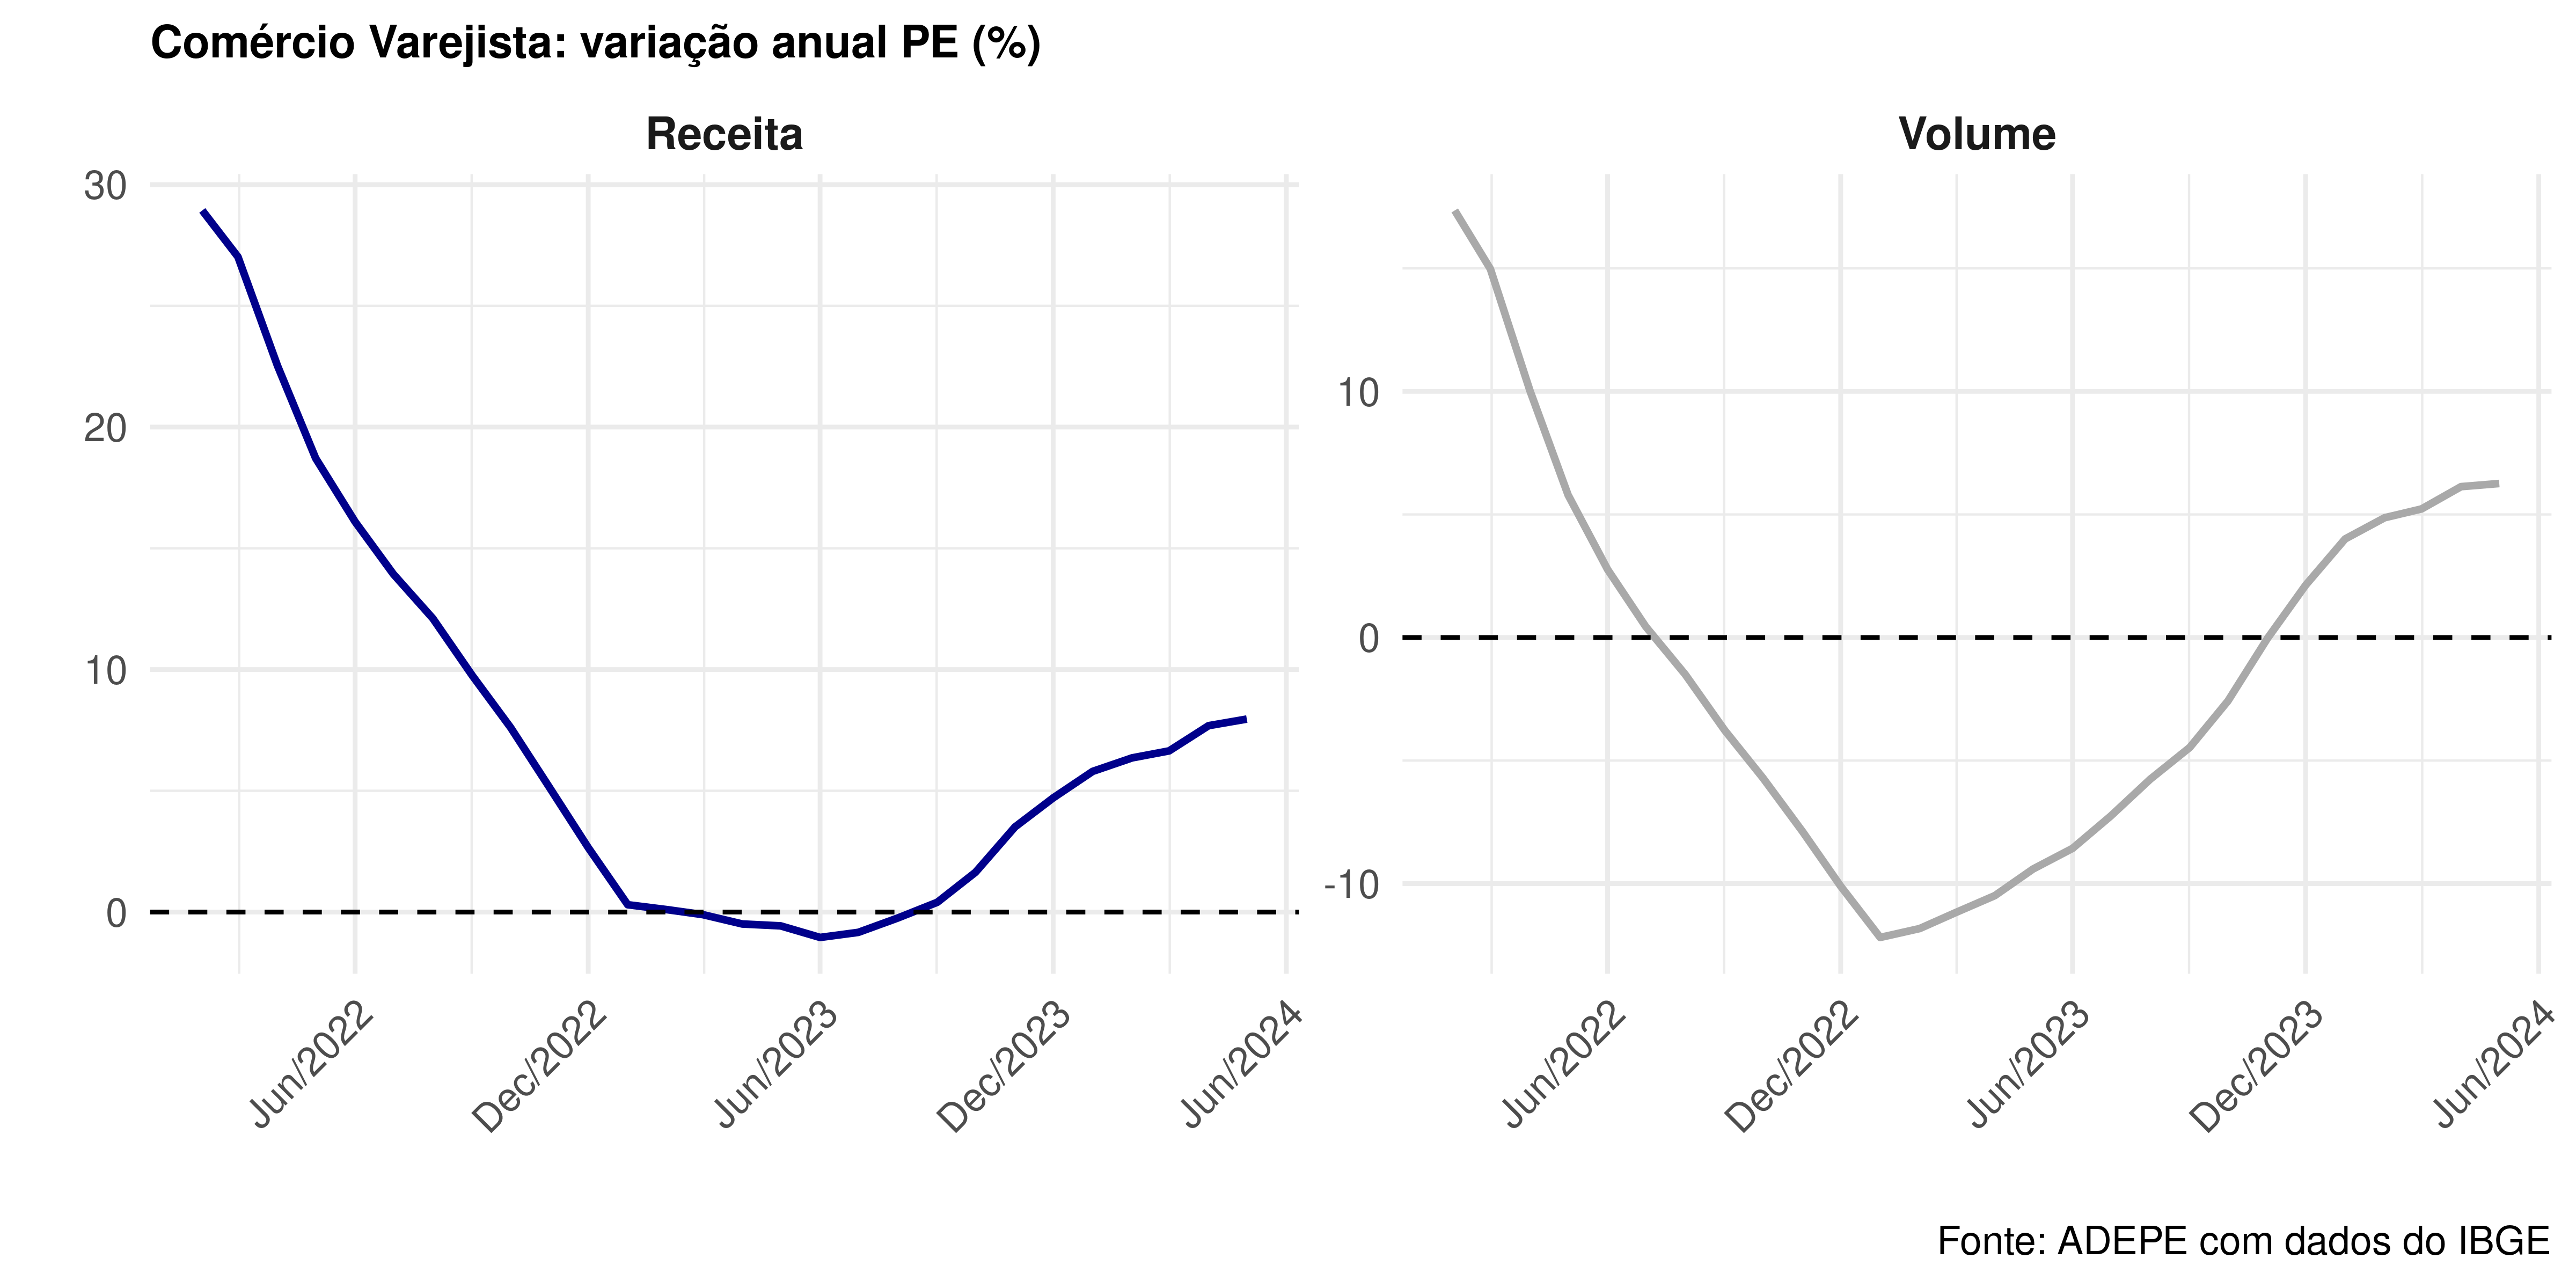 Comércio Varejista: variação anual PE (%)
Receita
30
20
10
0
Jun/2022
Dec/2022
Jun/2023
Dec/2023
Jun/2024
Volume
10
0
-10
Jun/2022
Dec/2022
Jun/2023
Dec/2023
Jun/2024
Fonte: ADEPE com dados do IBGE